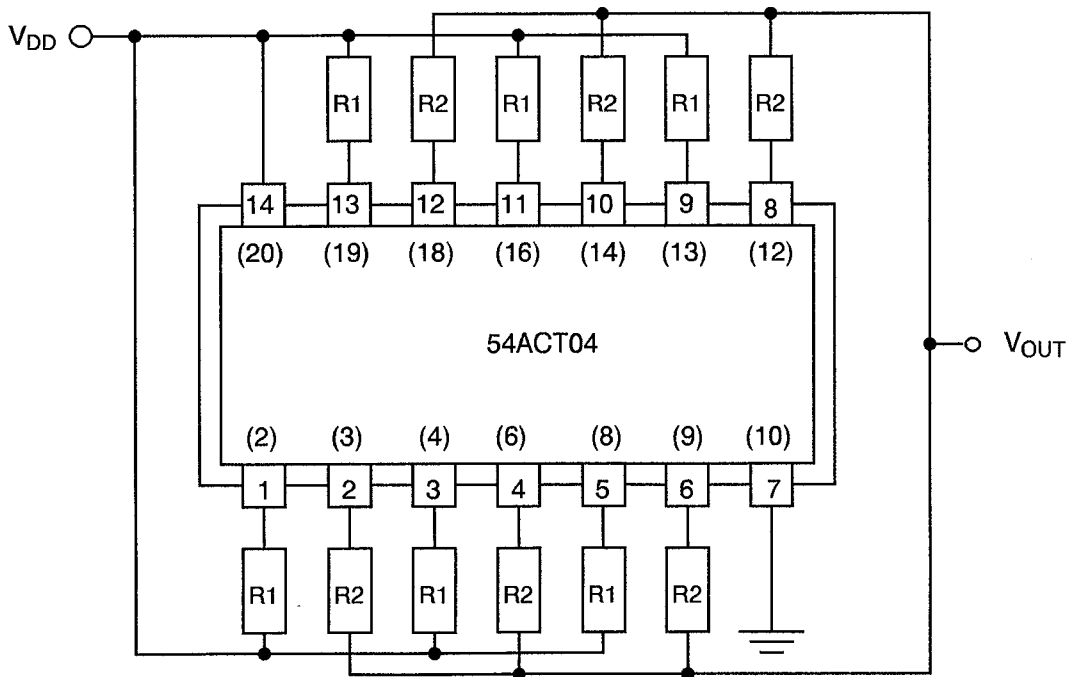 V_DD
R1 R2 R1 R2 R1 R2
14 13 12 11 10 9 8
(20) (19) (18) (16) (14) (13) (12)
54ACT04
V_OUT
(2) (3) (4) (6) (8) (9) (10)
1 2 3 4 5 6 7
R1 R2 R1 R2 R1 R2